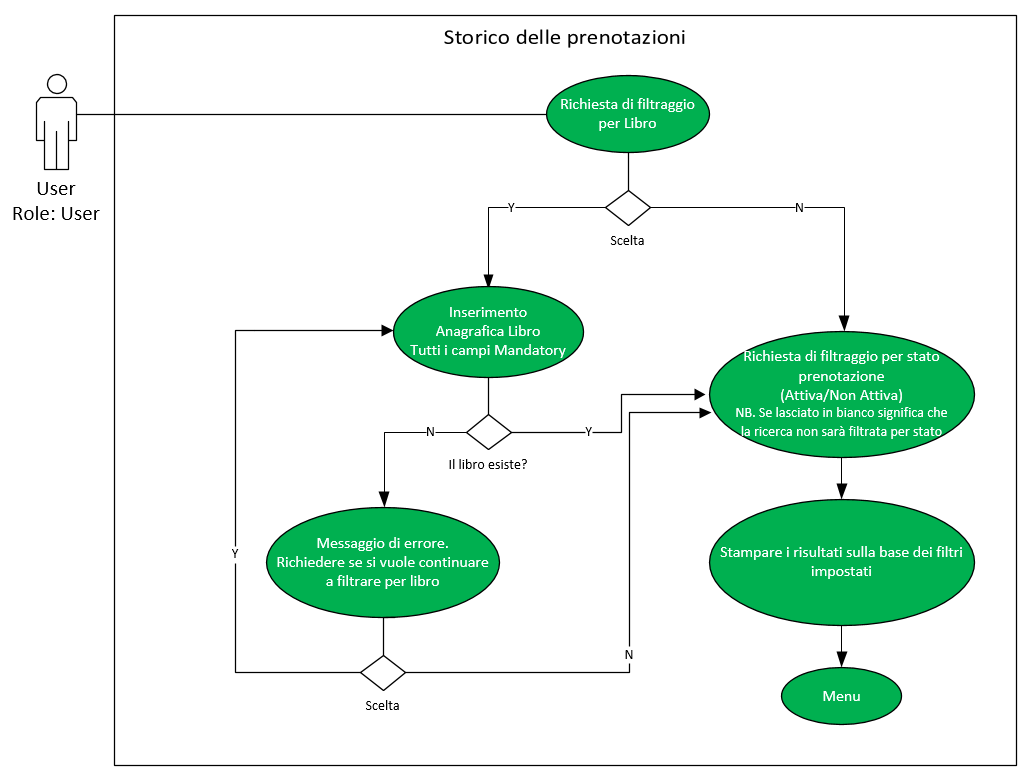 Storico delle prenotazioni
User
Role: User
Richiesta di filtraggio
per Libro
Y
N
Scelta
Inserimento
Anagrafica Libro
Tutti i campi Mandatory
Richiesta di filtraggio per stato
prenotazione
(Attiva/Non Attiva)
NB. Se lasciato in bianco significa che
la ricerca non sarà filtrata per stato
N
Y
Il libro esiste?
Messaggio di errore.
Richiedere se si vuole continuare
a filtrare per libro
Y
Stampare i risultati sulla base dei filtri
impostati
N
Scelta
Menu